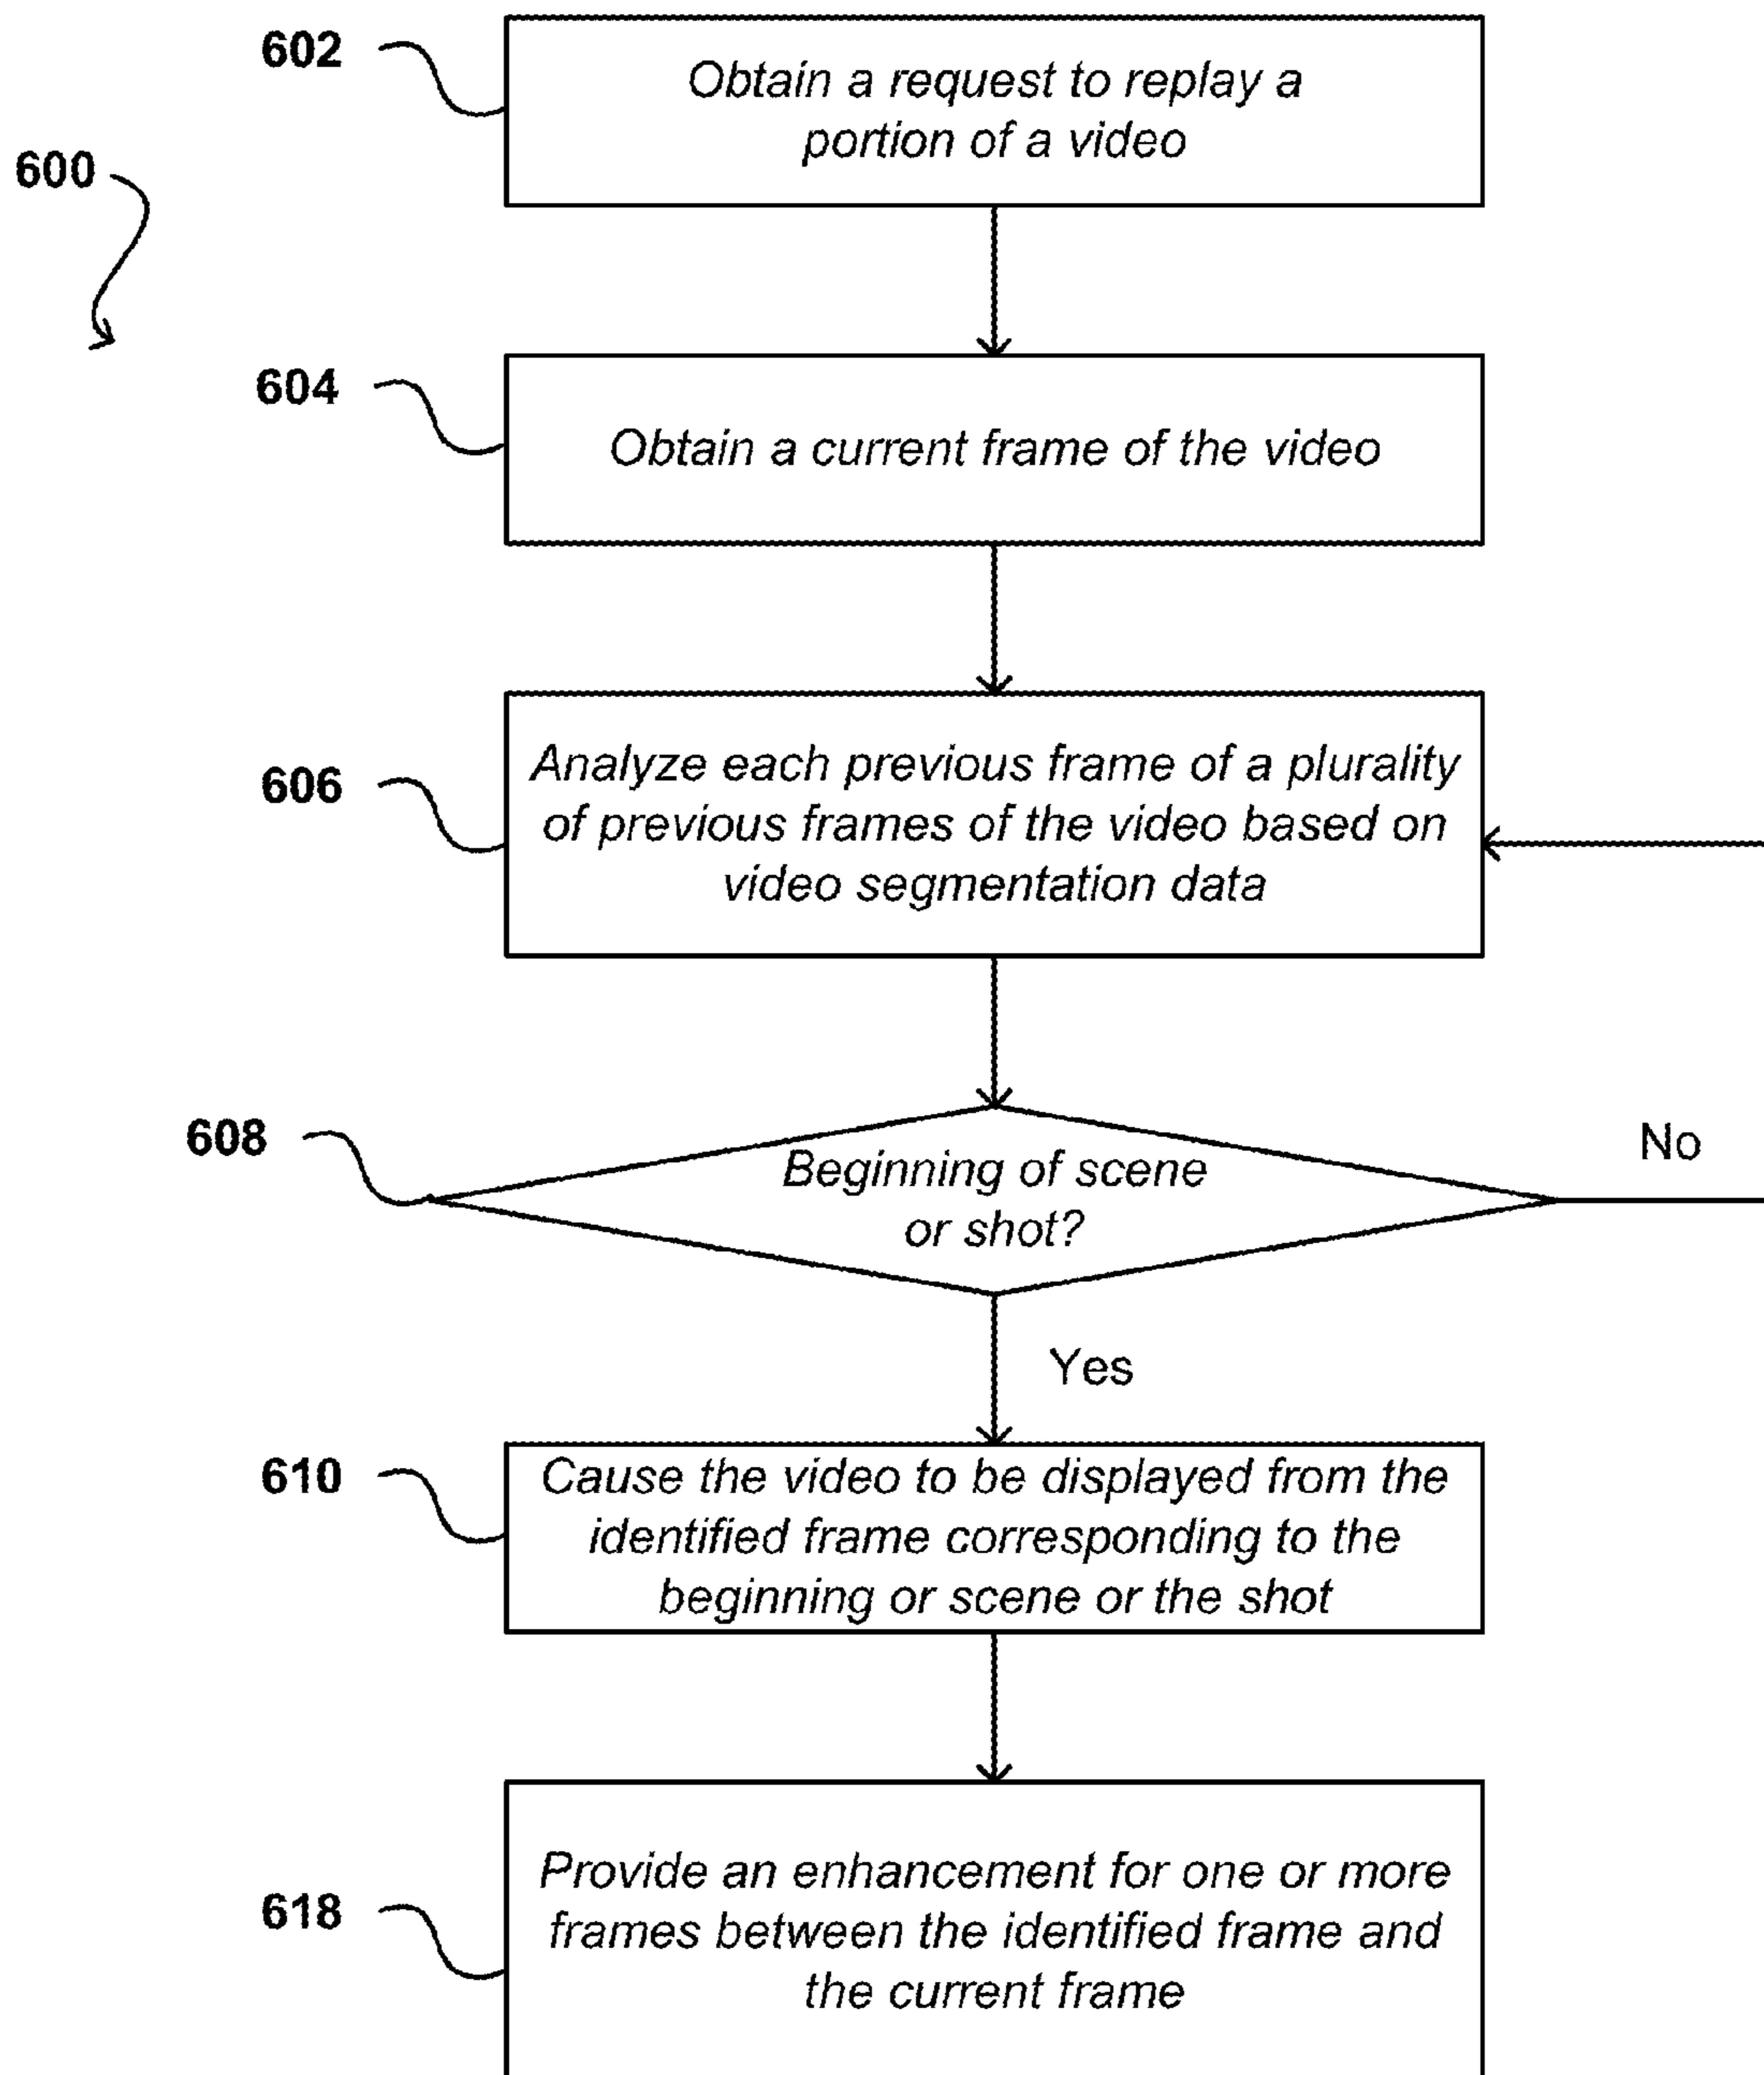 602
Obtain a request to replay a
portion of a video
600
604
Obtain a current frame of the video
606
Analyze each previous frame of a plurality
of previous frames of the video based on
video segmentation data
608
Beginning of scene
or shot?
No
Yes
610
Cause the video to be displayed from the
identified frame corresponding to the
beginning or scene or the shot
618
Provide an enhancement for one or more
frames between the identified frame and
the current frame